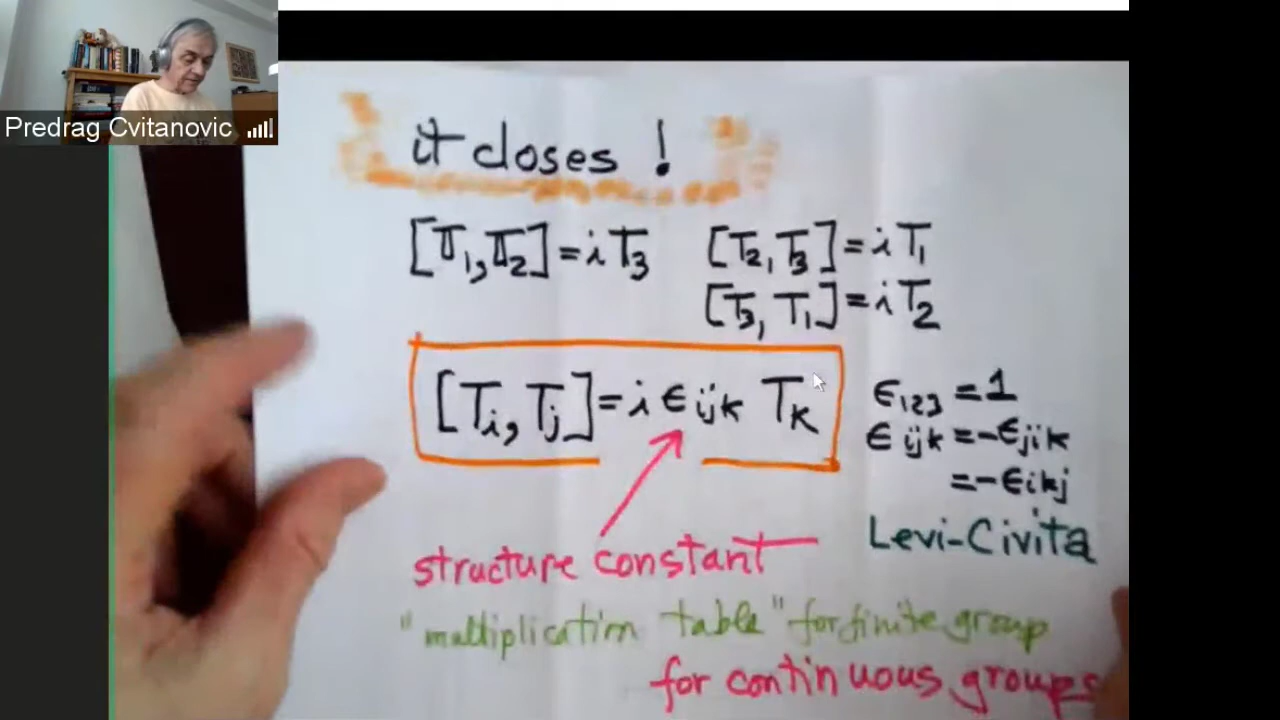 Predrag Cvitanovic
it closes !
[T1, T2] = i T3 [T2, T3] = i T1
[T3, T1] = i T2
[Ti, Tj] = i ϵijk Tk
ϵ123 = 1
ϵijk = -ϵjik
= -ϵikj
Levi-Civita
structure constant
"multiplication table" for finite group
for continuous groups